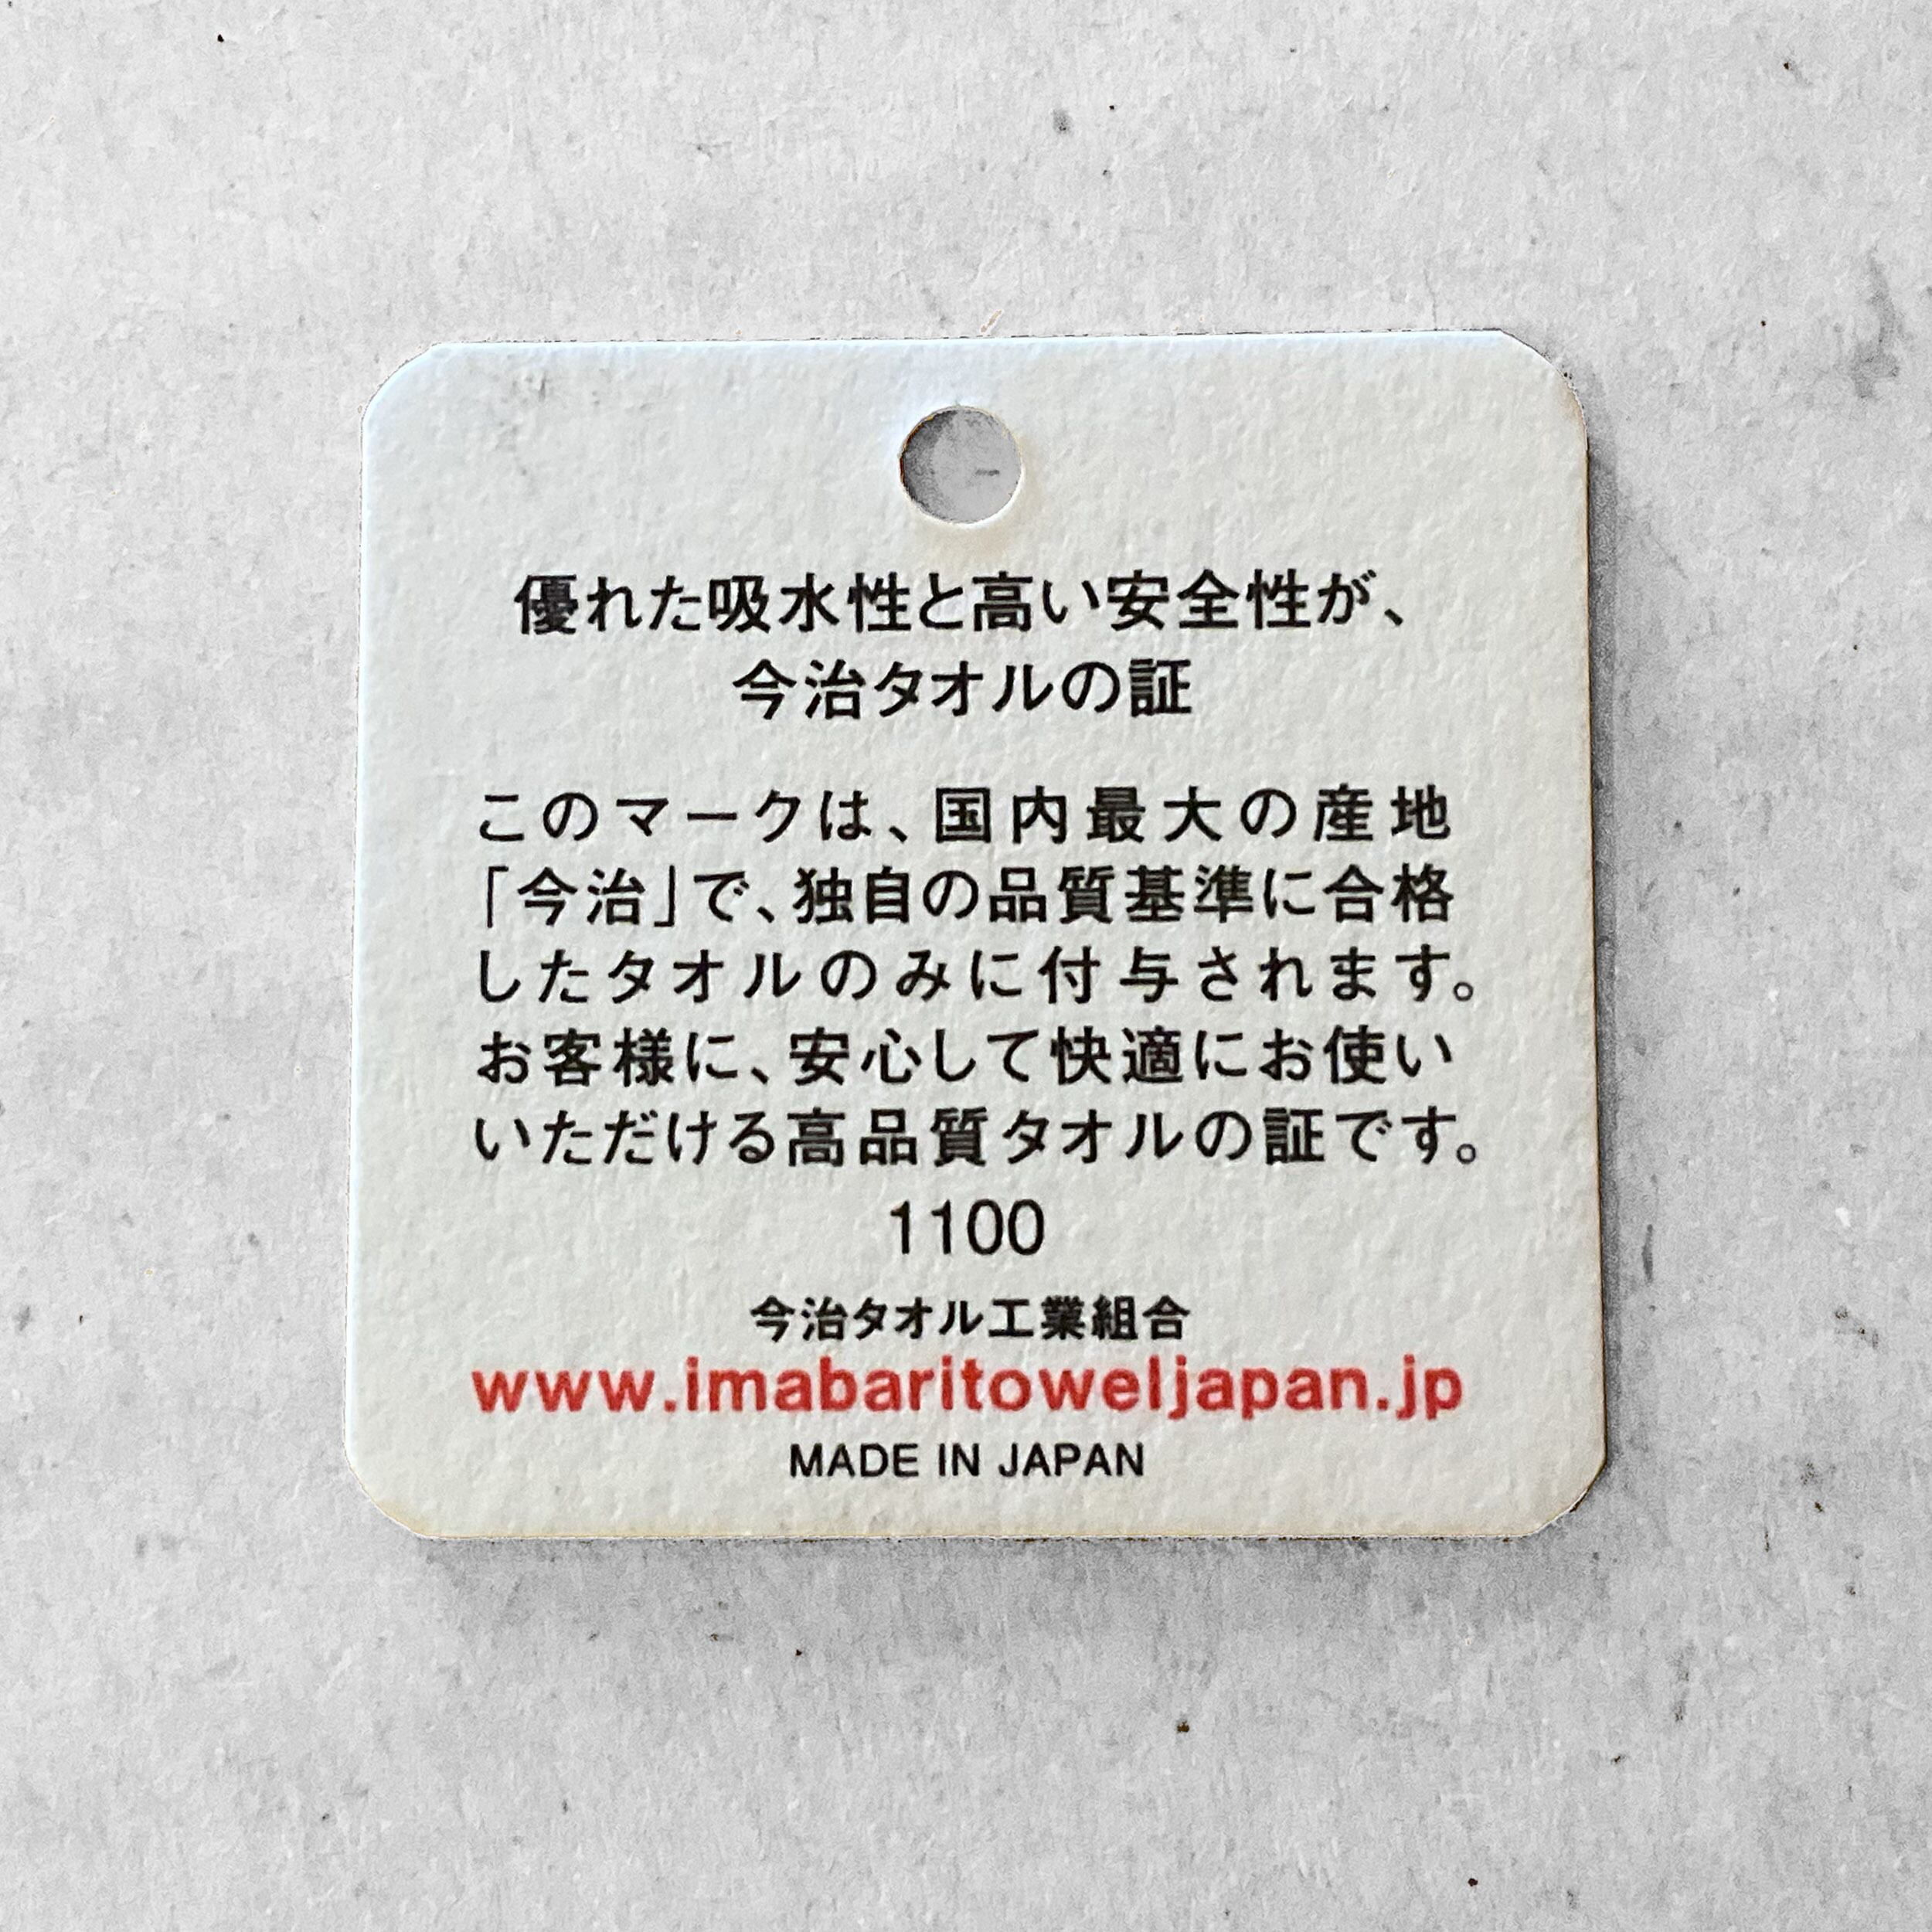 優れた吸水性と高い安全性が、
今治タオルの証
このマークは、国内最大の産地
「今治」で、独自の品質基準に合格
したタオルのみに付与されます。
お客様に、安心して快適にお使い
いただける高品質タオルの証です。
1100
今治タオル工業組合
www.imabaritoweljapan.jp
MADE IN JAPAN